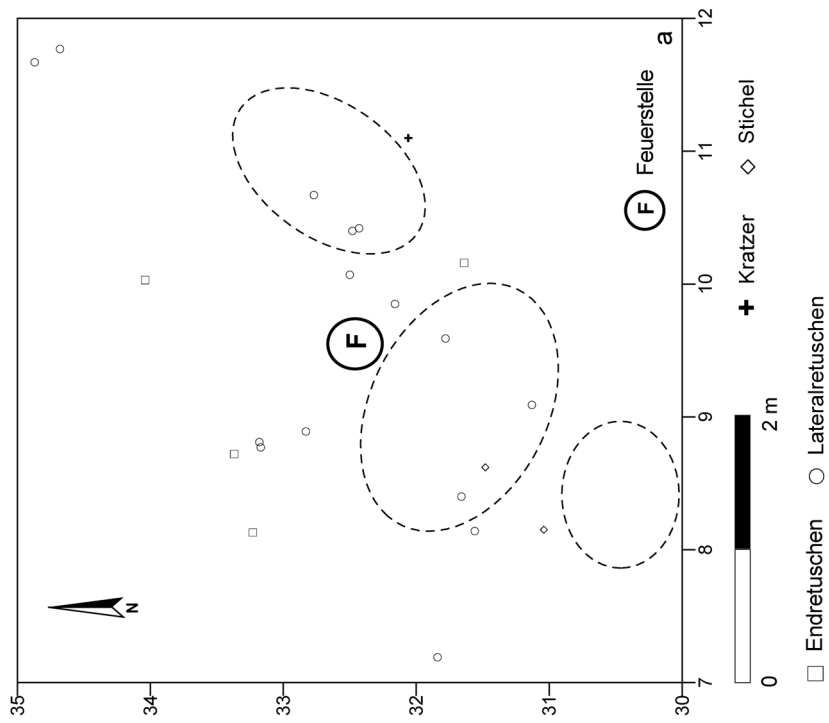 35
34
33
32
31
30
7
8
9
10
11
12
a
F
N
F Feuerstelle
0 2 m
Kratzer
Stichel
Endretuschen
Lateralretuschen